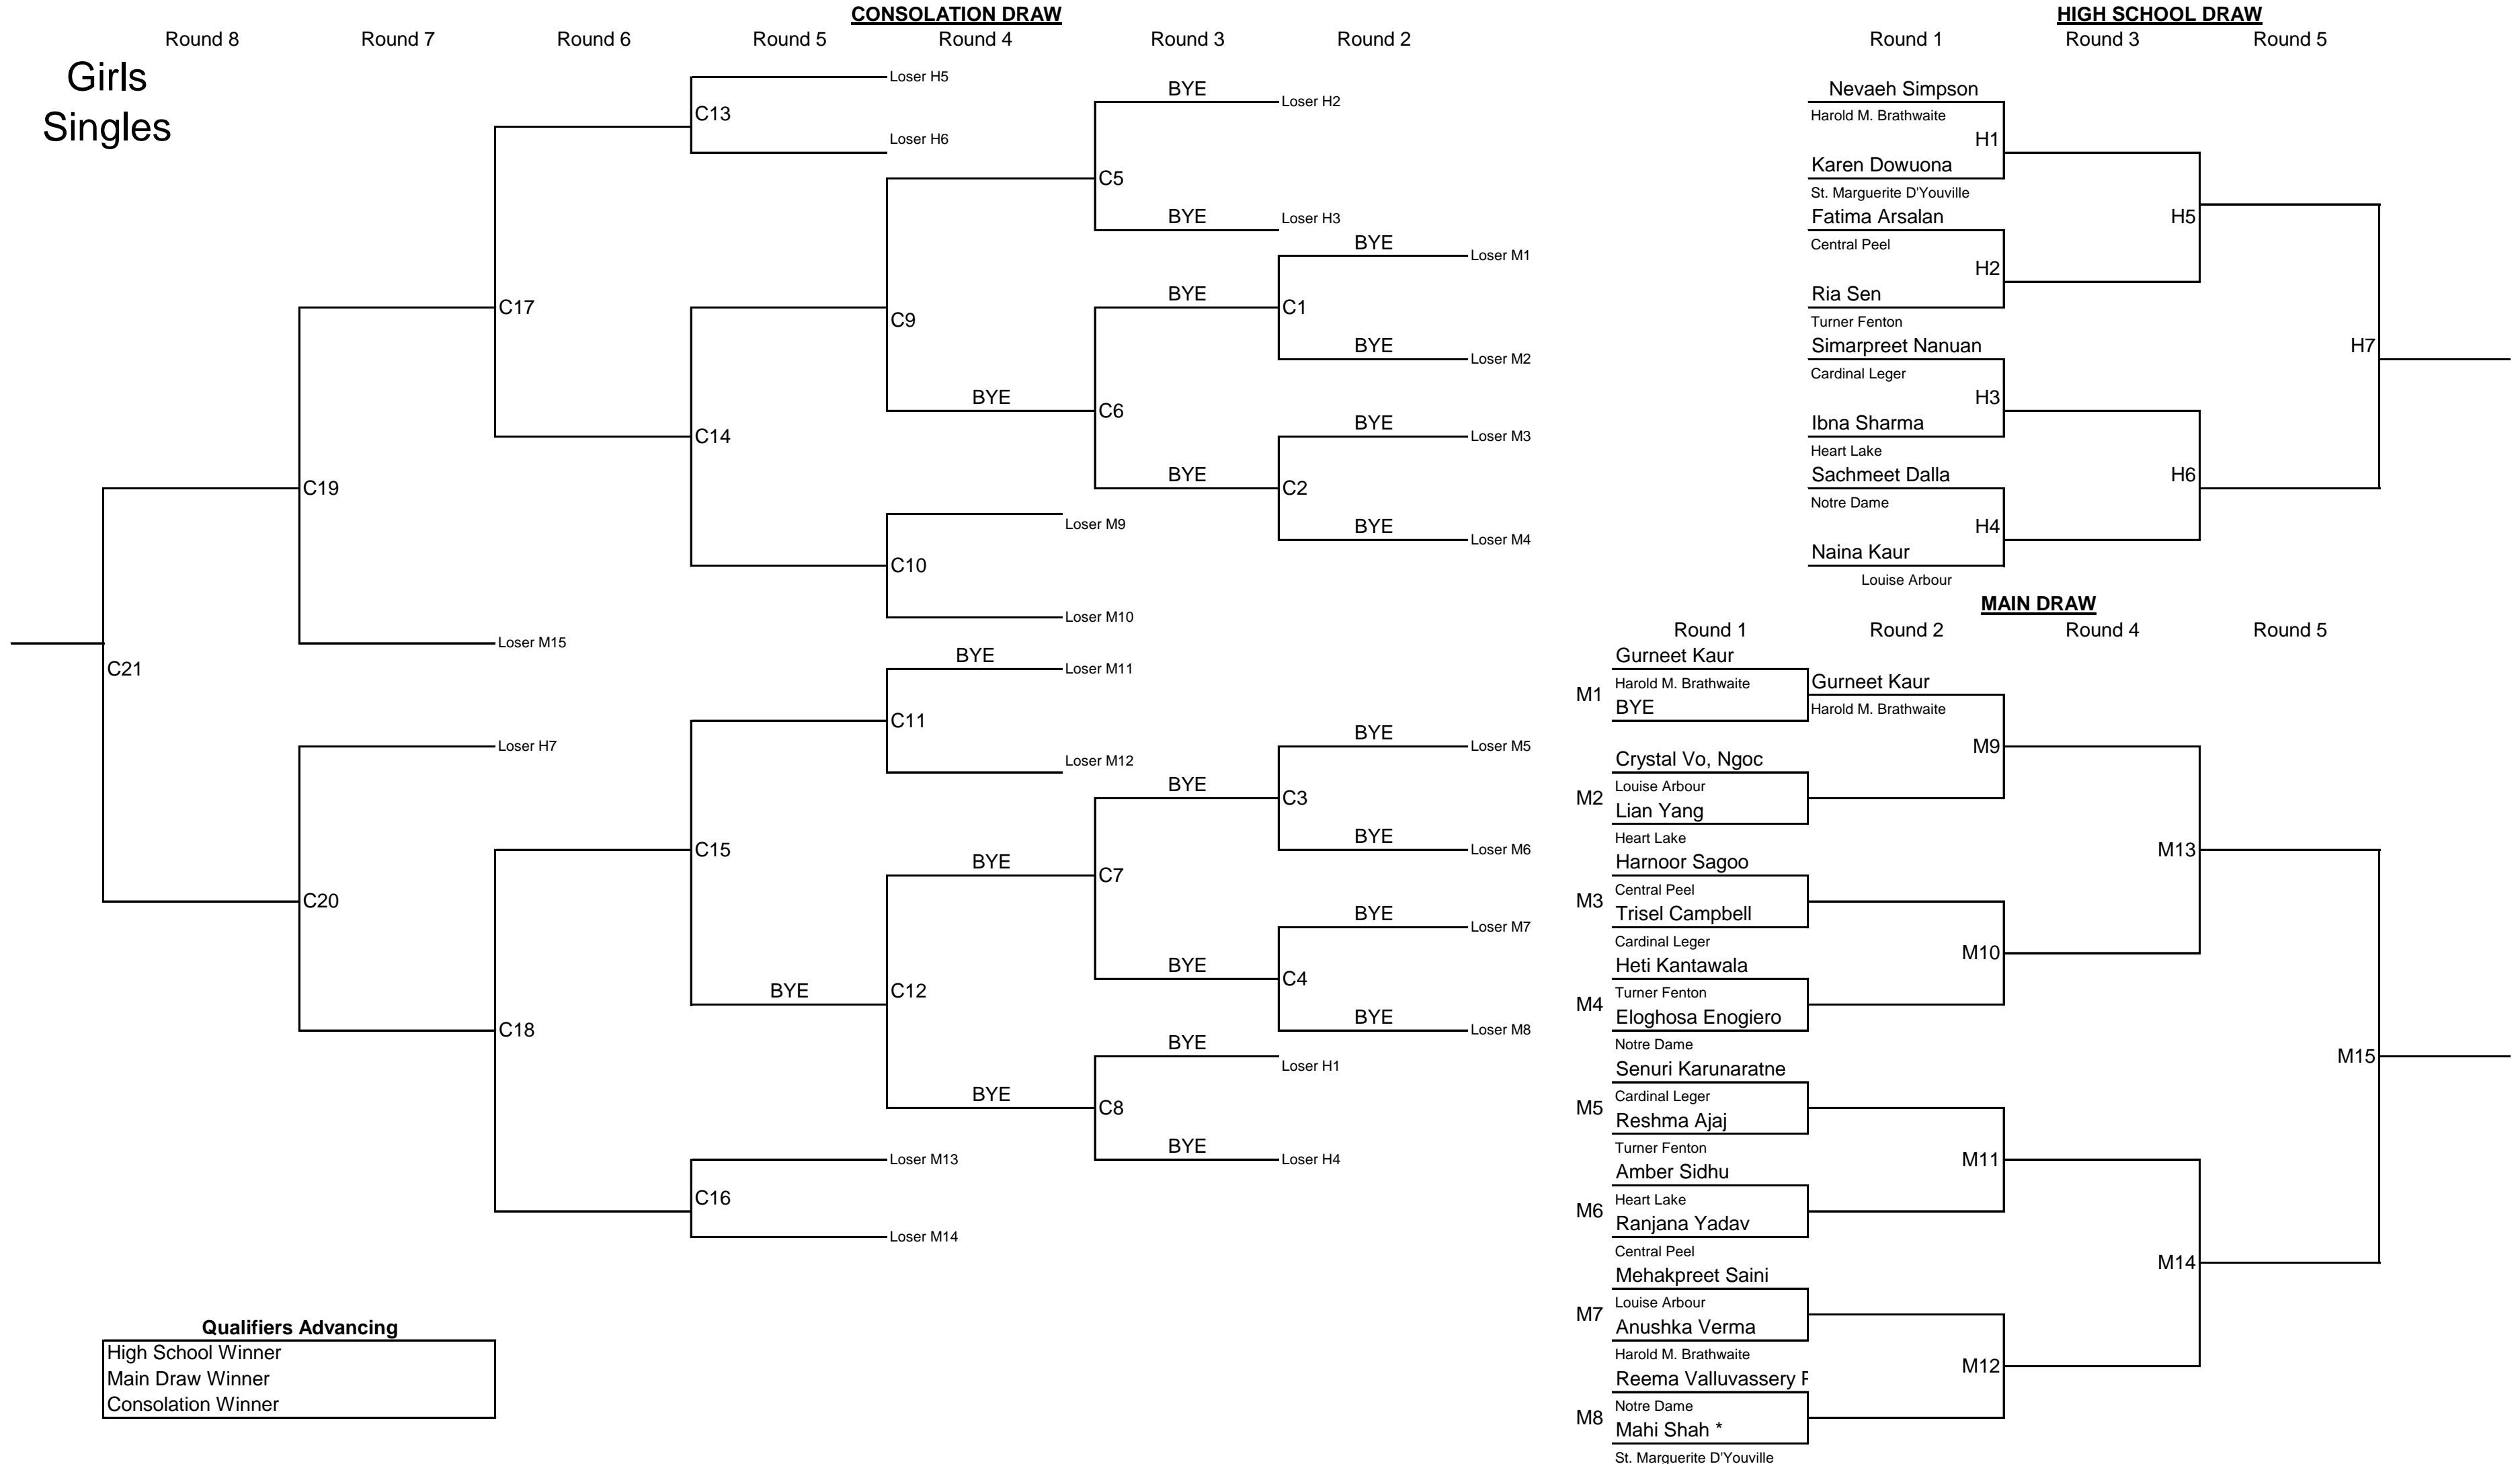 CONSOLATION DRAW
Round 8 Round 7 Round 6 Round 5 Round 4 Round 3 Round 2
Girls
Singles
Loser H5
C13
Loser H6
BYE
Loser H2
C5
BYE
Loser H3
BYE
Loser M1
BYE
C1
C17
C9
BYE
Loser M2
BYE
C6
C14
BYE
Loser M3
BYE
C2
C19
Loser M9
BYE
Loser M4
C10
Loser M10
Loser M15
C21
BYE
Loser M11
C11
Loser H7
Loser M12
BYE
Loser M5
BYE
C3
C15
BYE
Loser M6
BYE
C7
C20
BYE
Loser M7
BYE
C4
BYE
C12
C18
BYE
Loser M8
BYE
Loser H1
BYE
C8
BYE
Loser H4
Loser M13
C16
Loser M14
Qualifiers Advancing
High School Winner
Main Draw Winner
Consolation Winner
HIGH SCHOOL DRAW
Round 1 Round 3 Round 5
Nevaeh Simpson
Harold M. Brathwaite
H1
Karen Dowuona
St. Marguerite D'Youville
Fatima Arsalan
H5
Central Peel
H2
Ria Sen
Turner Fenton
Simarpreet Nanuan
H7
Cardinal Leger
H3
Ibna Sharma
Heart Lake
Sachmeet Dalla
H6
Notre Dame
H4
Naina Kaur
Louise Arbour
MAIN DRAW
Round 1 Round 2 Round 4 Round 5
Gurneet Kaur
M1
Harold M. Brathwaite
BYE
Gurneet Kaur
Harold M. Brathwaite
M9
Crystal Vo, Ngoc
M2
Louise Arbour
Lian Yang
Heart Lake
Harnoor Sagoo
M13
M3
Central Peel
Trisel Campbell
Cardinal Leger
M10
Heti Kantawala
M4
Turner Fenton
Eloghosa Enogiero
Notre Dame
M15
Senuri Karunaratne
M5
Cardinal Leger
Reshma Ajaj
Turner Fenton
M11
Amber Sidhu
M6
Heart Lake
Ranjana Yadav
Central Peel
M14
Mehakpreet Saini
M7
Louise Arbour
Anushka Verma
Harold M. Brathwaite
M12
Reema Valluvassery
M8
Notre Dame
Mahi Shah *
St. Marguerite D'Youville